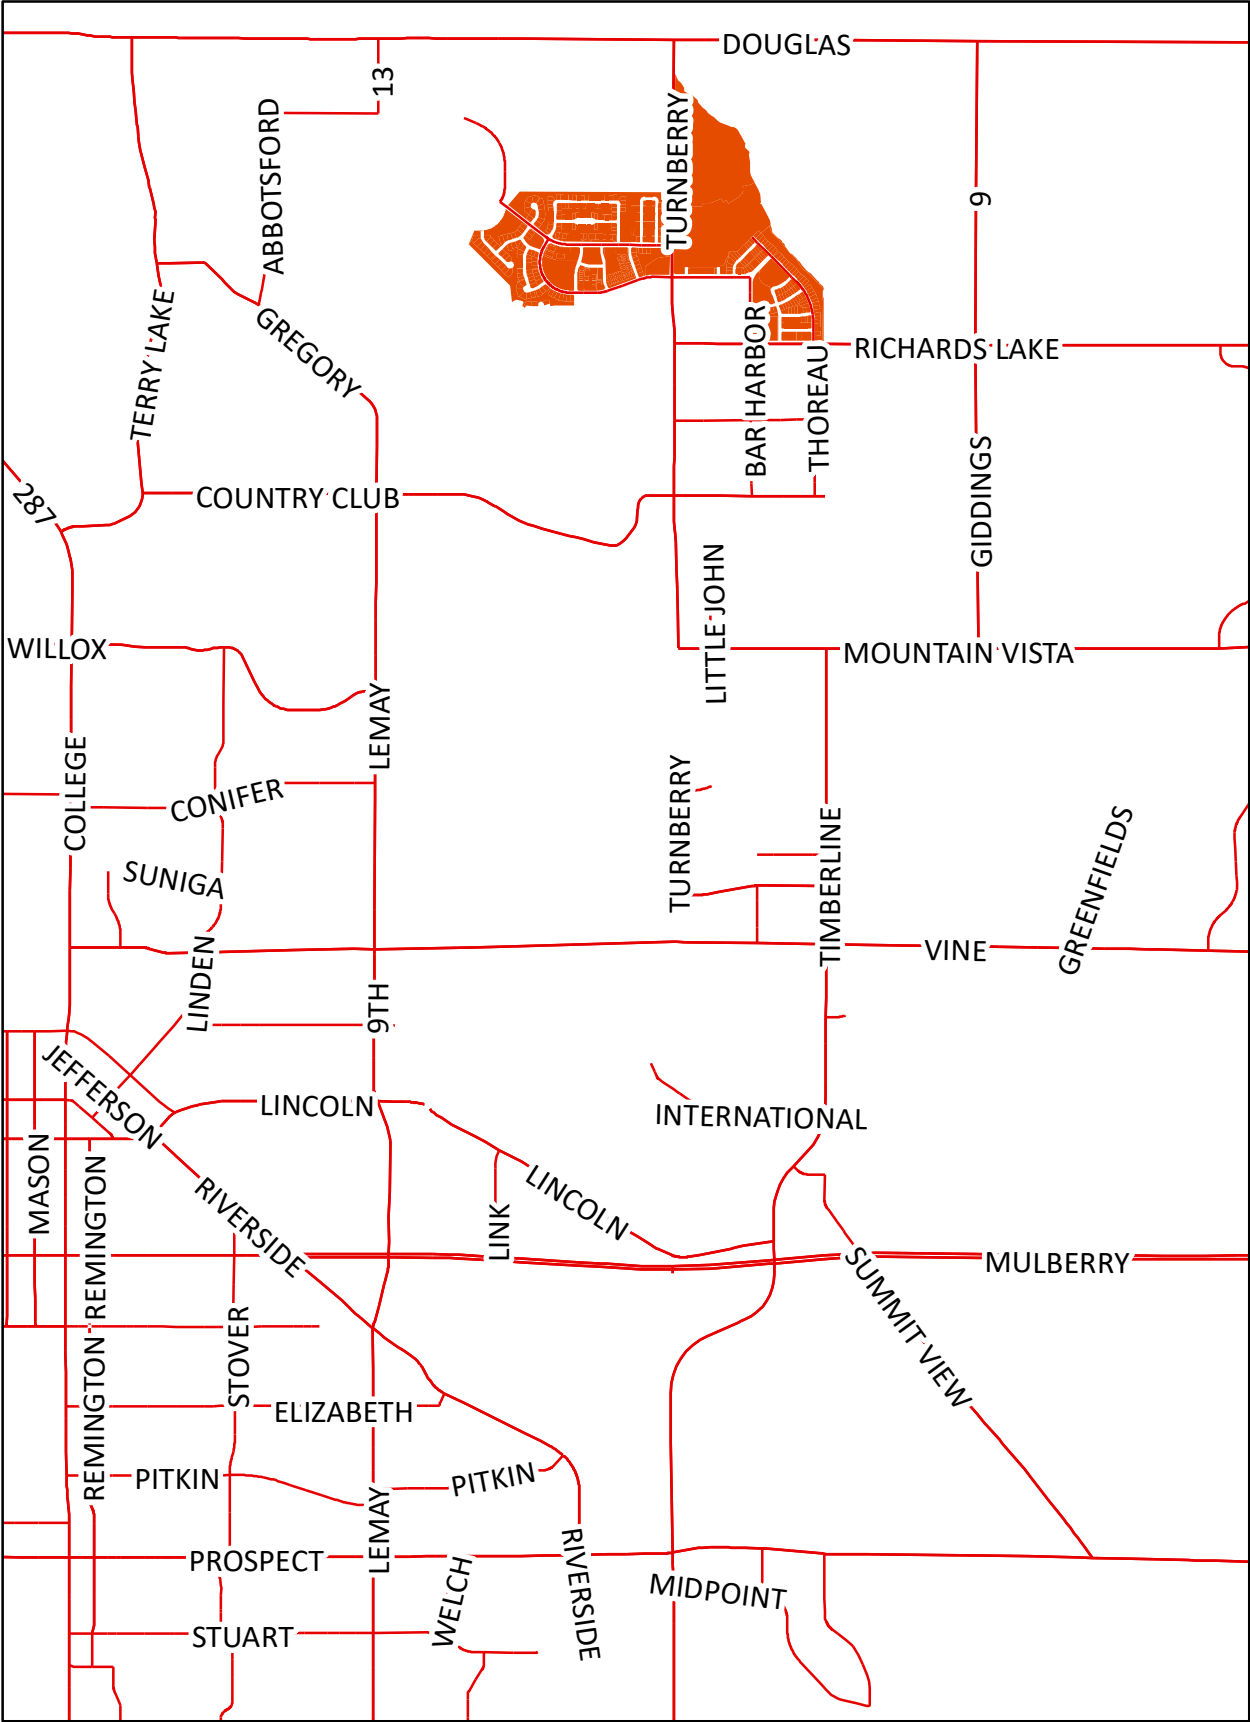 DOUGLAS
13
TURNBERRY
ABBOTSFORD
9
TERRY LAKE
GREGORY
BAR HARBOR
THOREAU
RICHARDS LAKE
287
COUNTRY CLUB
GIDDINGS
LITTLE JOHN
WILLOX
MOUNTAIN VISTA
LEMAY
COLLEGE
CONIFER
TURNBERRY
TIMBERLINE
GREENFIELDS
SUNIGA
LINDEN
VINE
9TH
JEFFERSON
LINCOLN
INTERNATIONAL
MASON
REMINGTON
RIVERSIDE
LINK
LINCOLN
MULBERRY
SUMMIT VIEW
REMINGTON
STOVER
ELIZABETH
PITKIN
PITKIN
LEMAY
PROSPECT
RIVERSIDE
WELCH
MIDPOINT
STUART